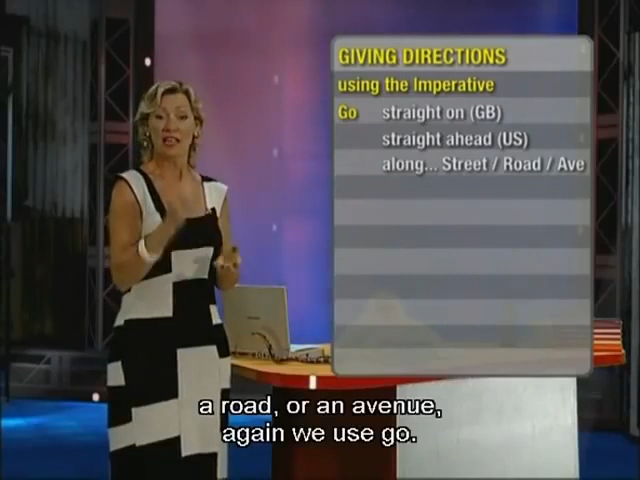 GIVING DIRECTIONS
using the Imperative
Go straight on (GB)
straight ahead (US)
along... Street / Road / Ave
a road, or an avenue,
again we use go.